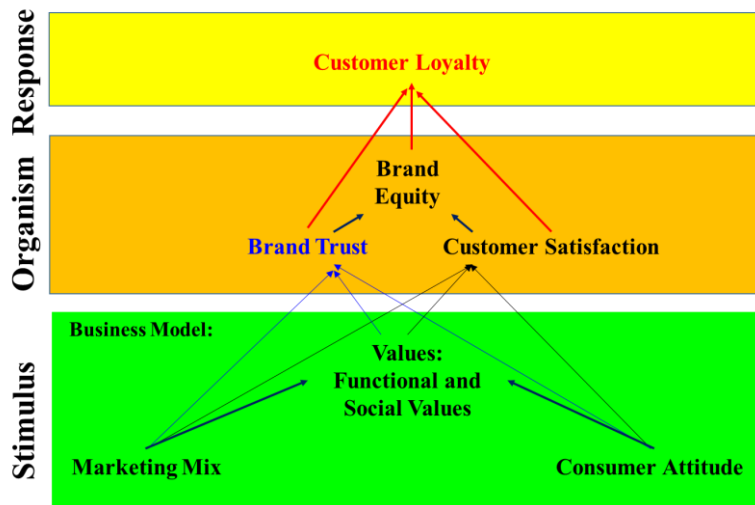 Response
Customer Loyalty
Organism
Brand
Equity
Brand Trust
Customer Satisfaction
Stimulus
Business Model:
Values:
Functional and
Social Values
Marketing Mix
Consumer Attitude